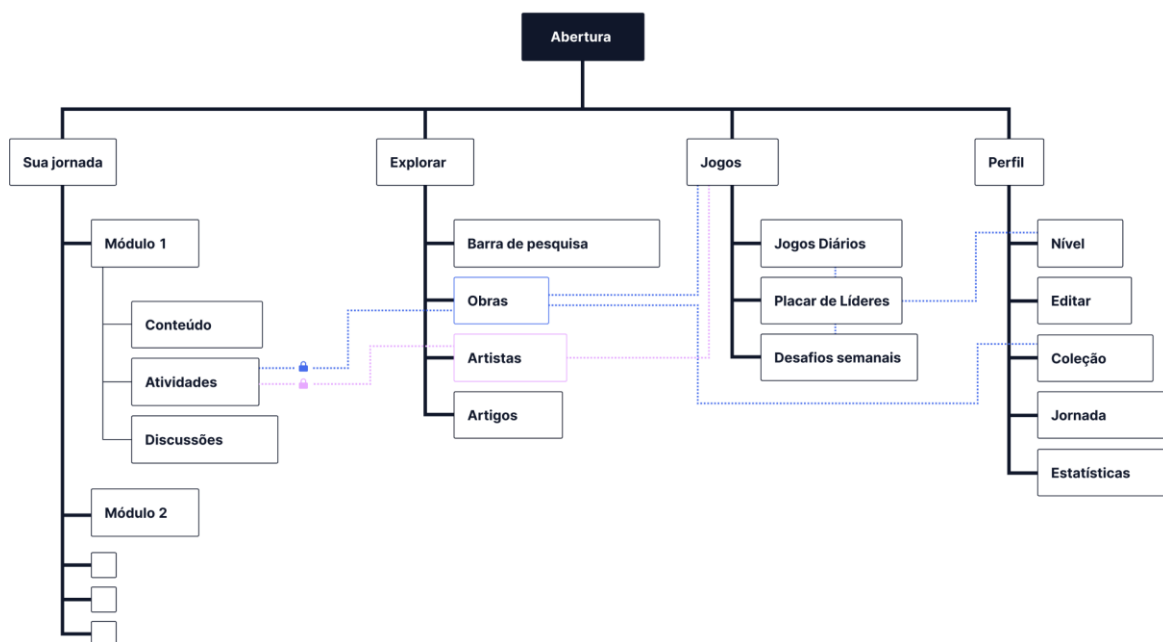 Abertura
Sua jornada
Explorar
Jogos
Perfil
Módulo 1
Barra de pesquisa
Jogos Diários
Nível
Conteúdo
Obras
Placar de Líderes
Editar
Atividades
Artistas
Desafios semanais
Coleção
Discussões
Artigos
Jornada
Módulo 2
Estatísticas